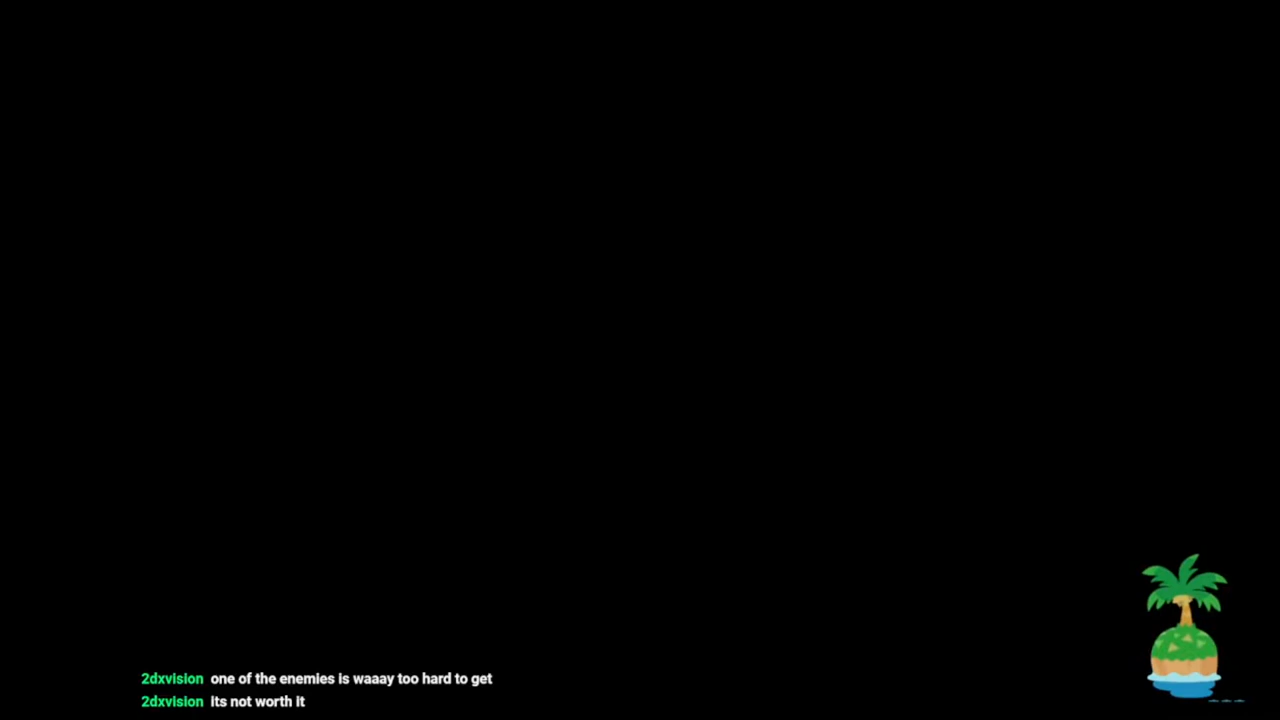 2dxvision one of the enemies is waaay too hard to get
2dxvision its not worth it